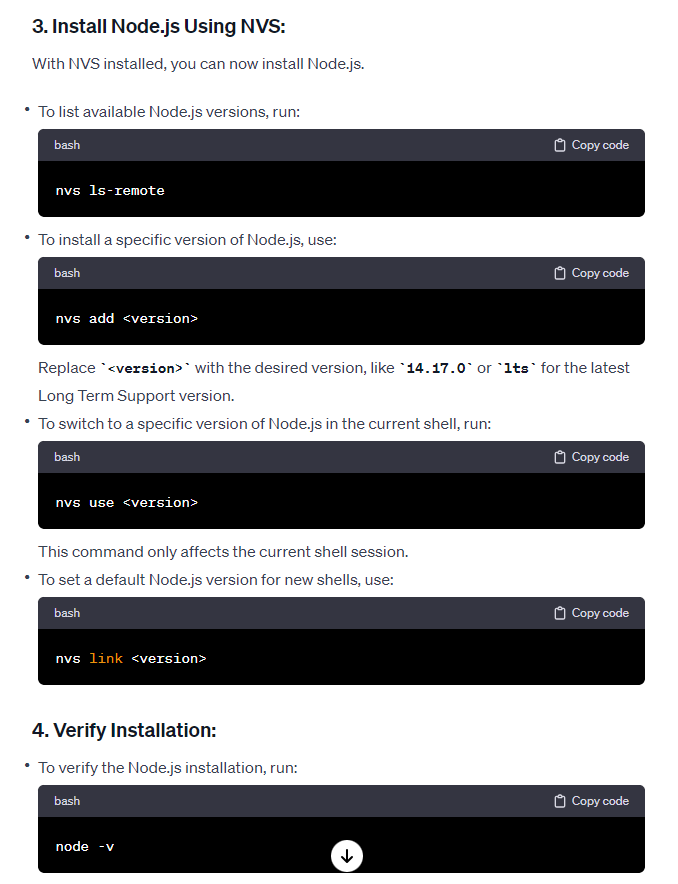 3. Install Node.js Using NVS:
With NVS installed, you can now install Node.js.
• To list available Node.js versions, run:
bash Copy code
nvs ls-remote
• To install a specific version of Node.js, use:
bash Copy code
nvs add <version>
Replace `<version>` with the desired version, like `14.17.0` or `lts` for the latest
Long Term Support version.
• To switch to a specific version of Node.js in the current shell, run:
bash Copy code
nvs use <version>
This command only affects the current shell session.
• To set a default Node.js version for new shells, use:
bash Copy code
nvs link <version>
4. Verify Installation:
• To verify the Node.js installation, run:
bash Copy code
node -v